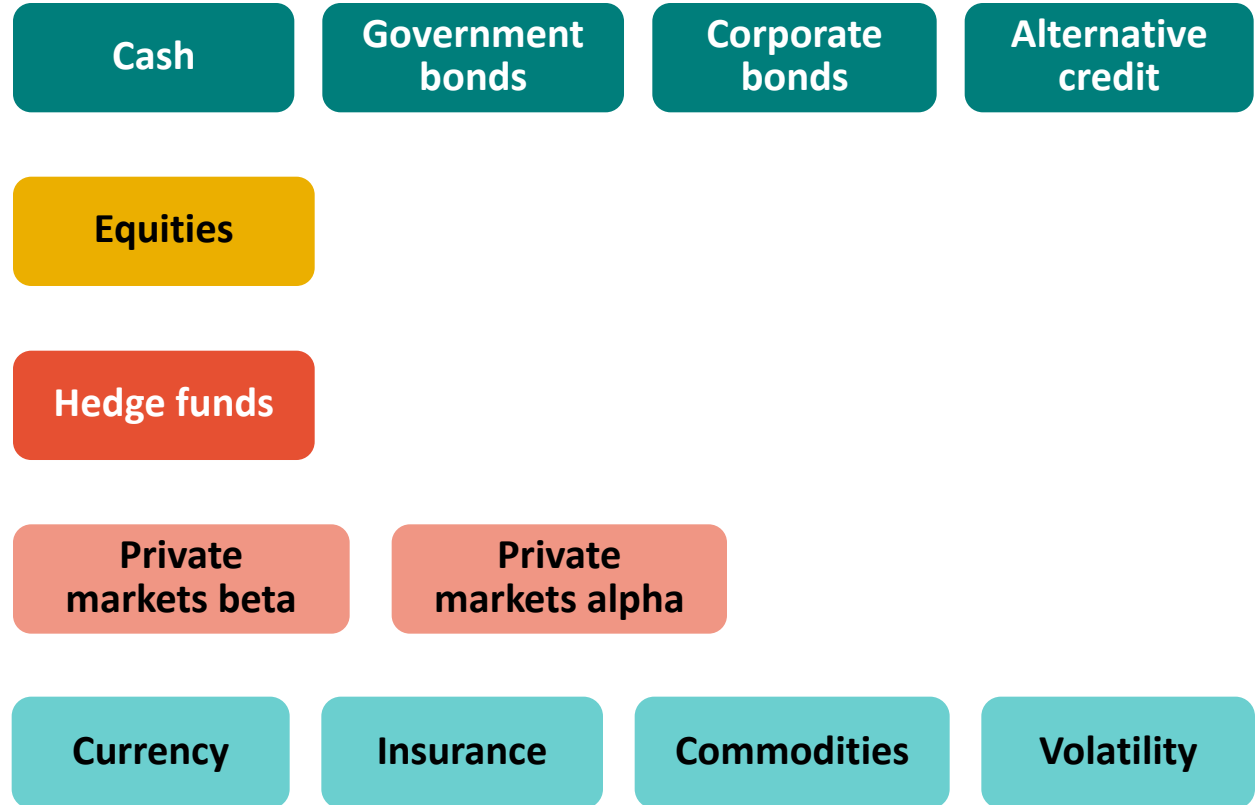 Cash
Government
bonds
Corporate
bonds
Alternative
credit
Equities
Hedge funds
Private
markets beta
Private
markets alpha
Currency
Insurance
Commodities
Volatility